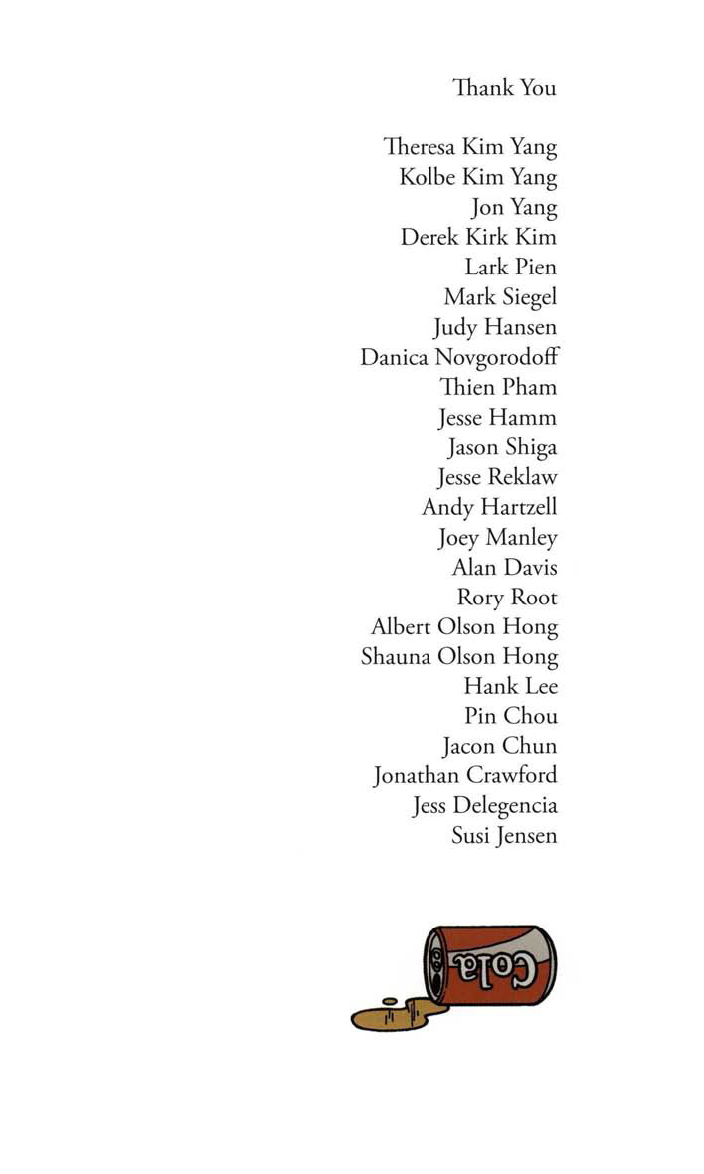 Thank You
Theresa Kim Yang
Kolbe Kim Yang
Jon Yang
Derek Kirk Kim
Lark Pien
Mark Siegel
Judy Hansen
Danica Novgorodoff
Thien Pham
Jesse Hamm
Jason Shiga
Jesse Reklaw
Andy Hartzell
Joey Manley
Alan Davis
Rory Root
Albert Olson Hong
Shauna Olson Hong
Hank Lee
Pin Chou
Jacon Chun
Jonathan Crawford
Jess Delegencia
Susi Jensen
Cola